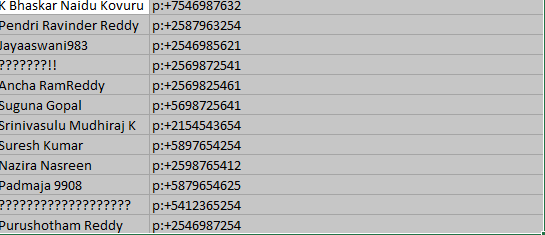 K Bhaskar Naidu Kovuru p:+7546987632
Pendri Ravinder Reddy p:+2587963254
Jayaaswani983 p:+2546985621
???????!! p:+2569872541
Ancha RamReddy p:+2569825461
Suguna Gopal p:+5698725641
Srinivasulu Mudhiraj K p:+2154543654
Suresh Kumar p:+5897654254
Nazira Nasreen p:+2598765412
Padmaja 9908 p:+5879654625
??????????????????? p:+5412365254
Purushotham Reddy p:+2546987254